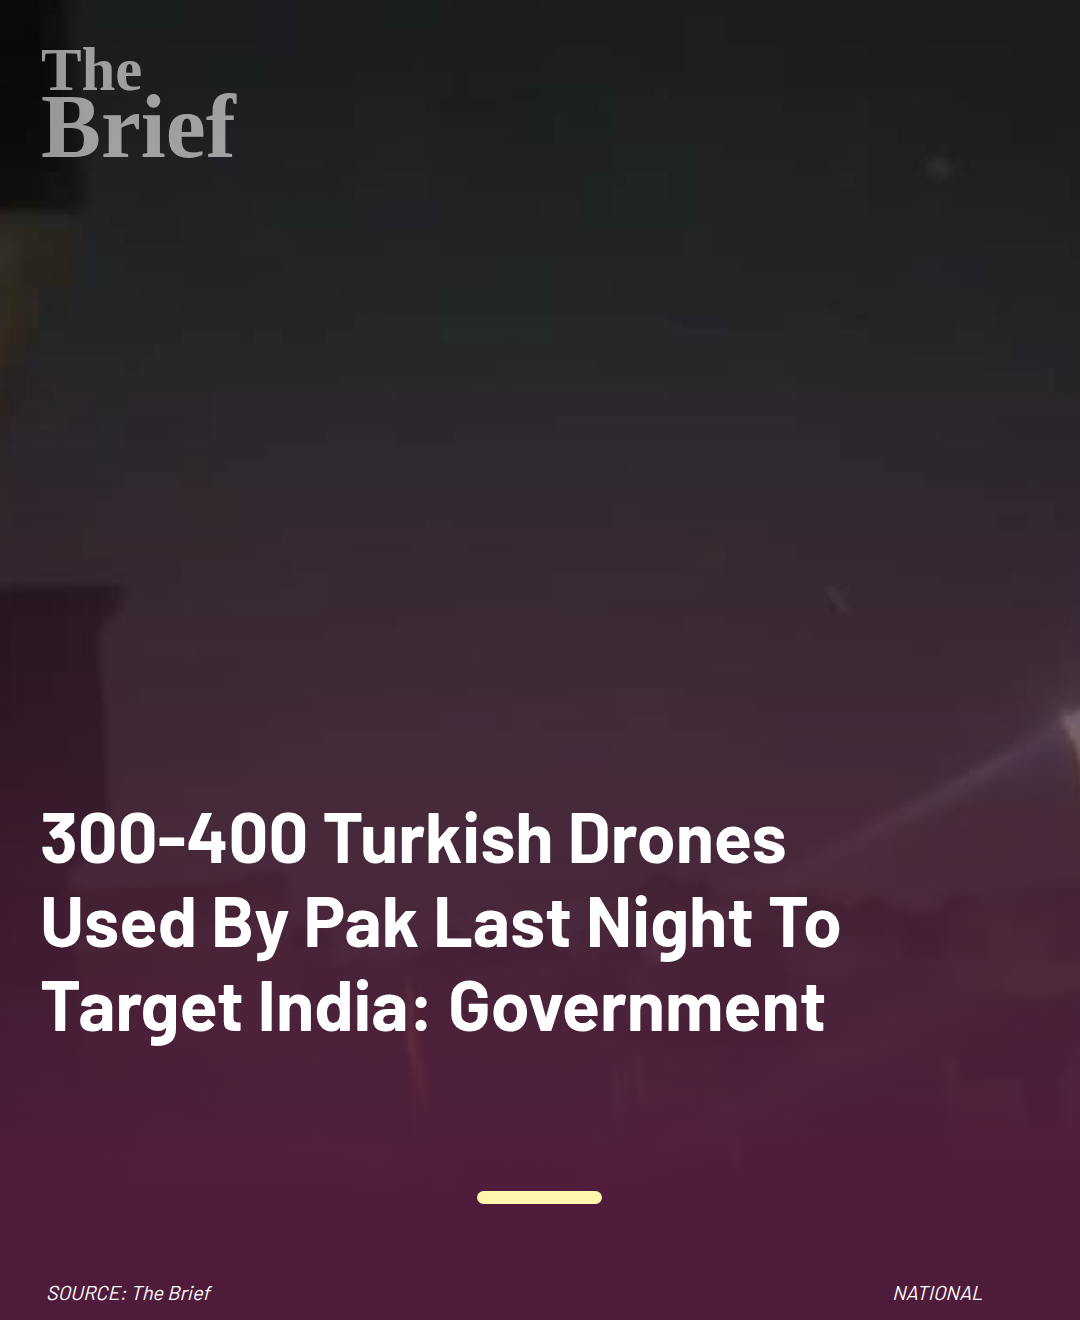 The
Brief
300-400 Turkish Drones
Used By Pak Last Night To
Target India: Government
SOURCE: The Brief
NATIONAL